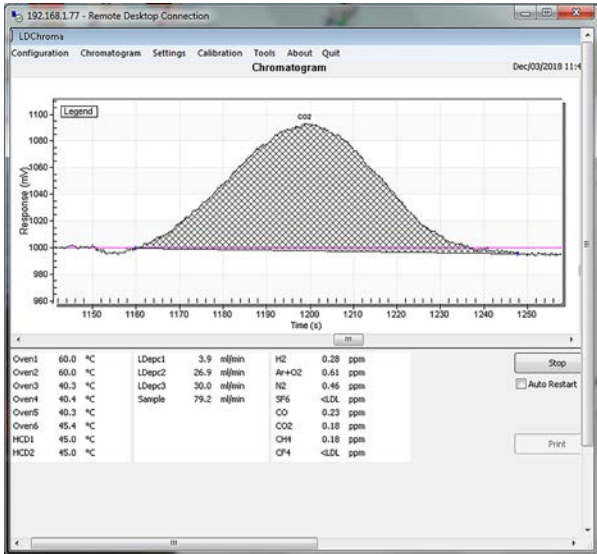 192.168.1.77 - Remote Desktop Connection
LDChroma
Configuration Chromatogram Settings Calibration Tools About Quit
Chromatogram Dec/03/2018 11:4
Legend
CO2
Response (mV)
1100
1080
1060
1040
1020
1000
980
960
1150 1160 1170 1180 1190 1200 1210 1220 1230 1240 1250
Time (s)
Oven1 60.0 °C LDepc1 3.9 ml/min H2 0.28 ppm Stop
Oven2 60.0 °C LDepc2 26.9 ml/min Ar+O2 0.61 ppm
Oven3 40.3 °C LDepc3 30.0 ml/min N2 0.46 ppm Auto Restart
Oven4 40.4 °C Sample 79.2 ml/min SF6 <LDL ppm
Oven5 40.3 °C CO 0.23 ppm
Oven6 45.4 °C CO2 0.18 ppm
HCD1 45.0 °C CH4 0.18 ppm Print
HCD2 45.0 °C CF4 <LDL ppm